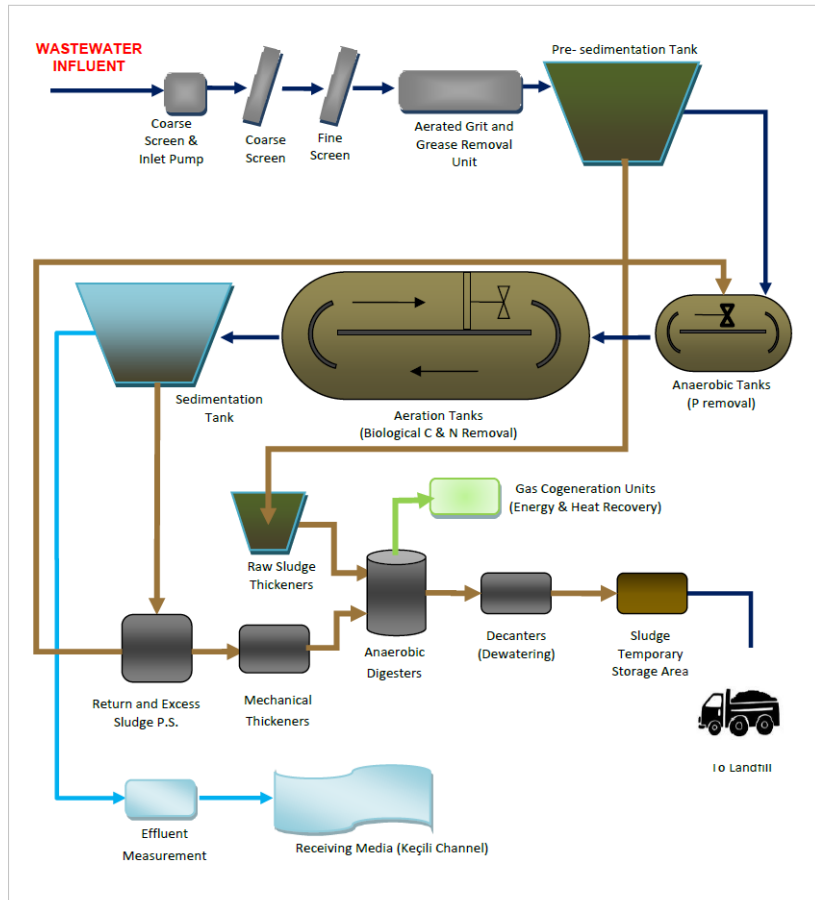 WASTEWATER
INFLUENT
Pre- sedimentation Tank
Coarse
Screen &
Inlet Pump
Coarse
Screen
Fine
Screen
Aerated Grit and
Grease Removal
Unit
Sedimentation
Tank
Aeration Tanks
(Biological C & N Removal)
Anaerobic Tanks
(P removal)
Gas Cogeneration Units
(Energy & Heat Recovery)
Raw Sludge
Thickeners
Anaerobic
Digesters
Decanters
(Dewatering)
Sludge
Temporary
Storage Area
Return and Excess
Sludge P.S.
Mechanical
Thickeners
To Landfill
Effluent
Measurement
Receiving Media (Keçili Channel)